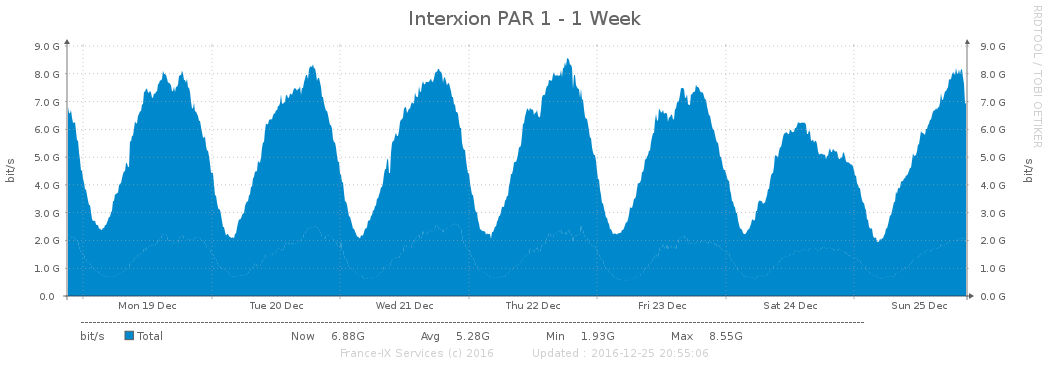 Interxion PAR 1 - 1 Week
RRDTOOL / TOBI OETIKER
9.0 G 9.0 G
8.0 G 8.0 G
7.0 G 7.0 G
6.0 G 6.0 G
5.0 G 5.0 G
4.0 G 4.0 G
3.0 G 3.0 G
2.0 G 2.0 G
1.0 G 1.0 G
0.0 0.0 G
bit/s
bit/s
Mon 19 Dec Tue 20 Dec Wed 21 Dec Thu 22 Dec Fri 23 Dec Sat 24 Dec Sun 25 Dec
bit/s Total Now 6.88G Avg 5.28G Min 1.93G Max 8.55G
France-IX Services (c) 2016 Updated : 2016-12-25 20:55:06